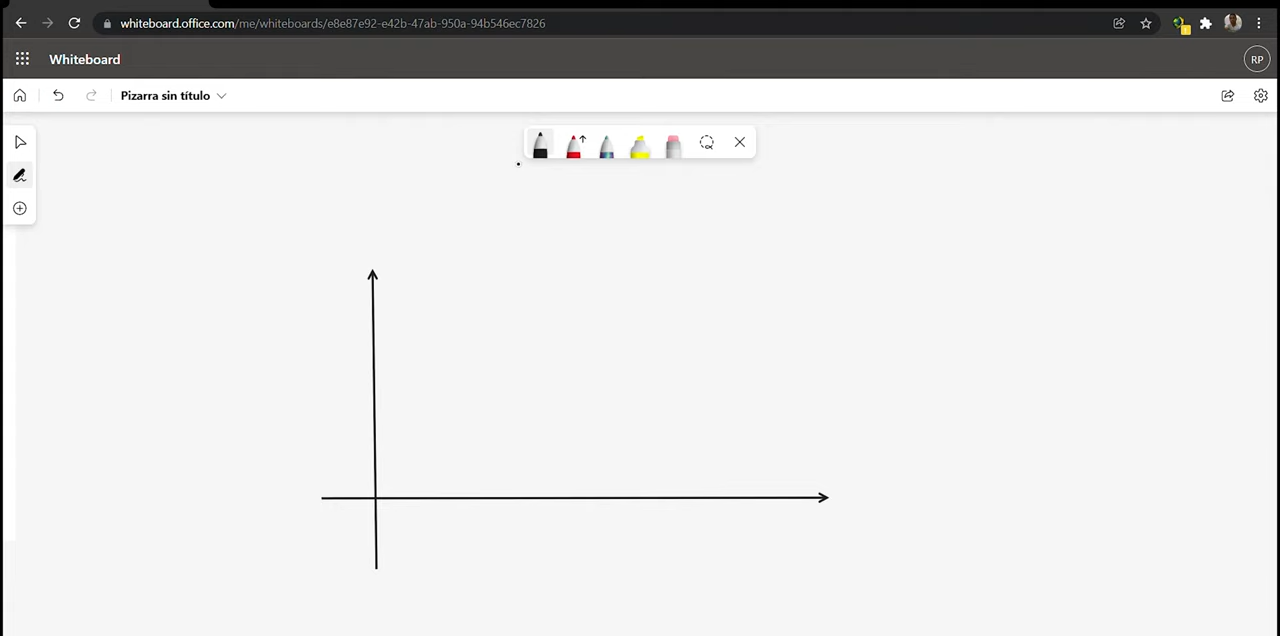 whiteboard.office.com/me/whiteboards/e8e87e92-e42b-47ab-950a-94b546ec7826
Whiteboard
RP
Pizarra sin título